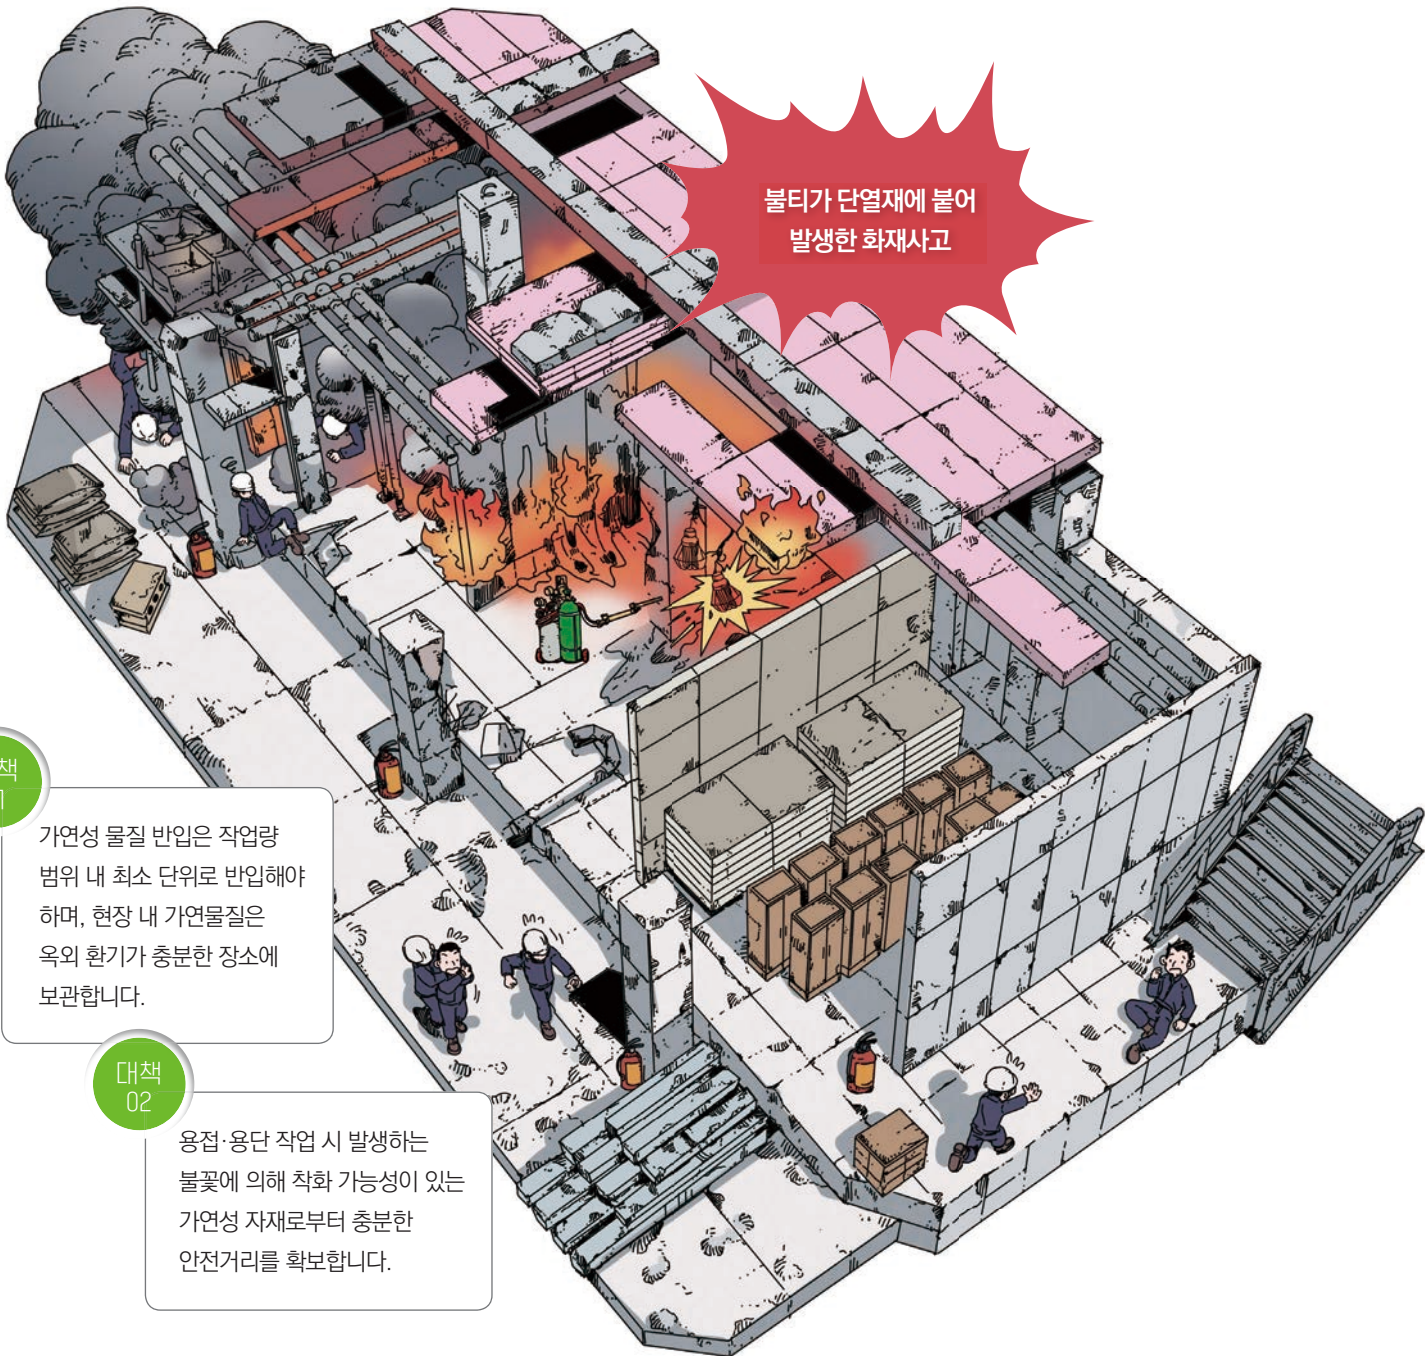 불티가 단열재에 붙어
발생한 화재사고
책
가연성 물질 반입은 작업량
범위 내 최소 단위로 반입해야
하며, 현장 내 가연물질은
옥외 환기가 충분한 장소에
보관합니다.
대책
02
용접·용단 작업 시 발생하는
불꽃에 의해 착화 가능성이 있는
가연성 자재로부터 충분한
안전거리를 확보합니다.